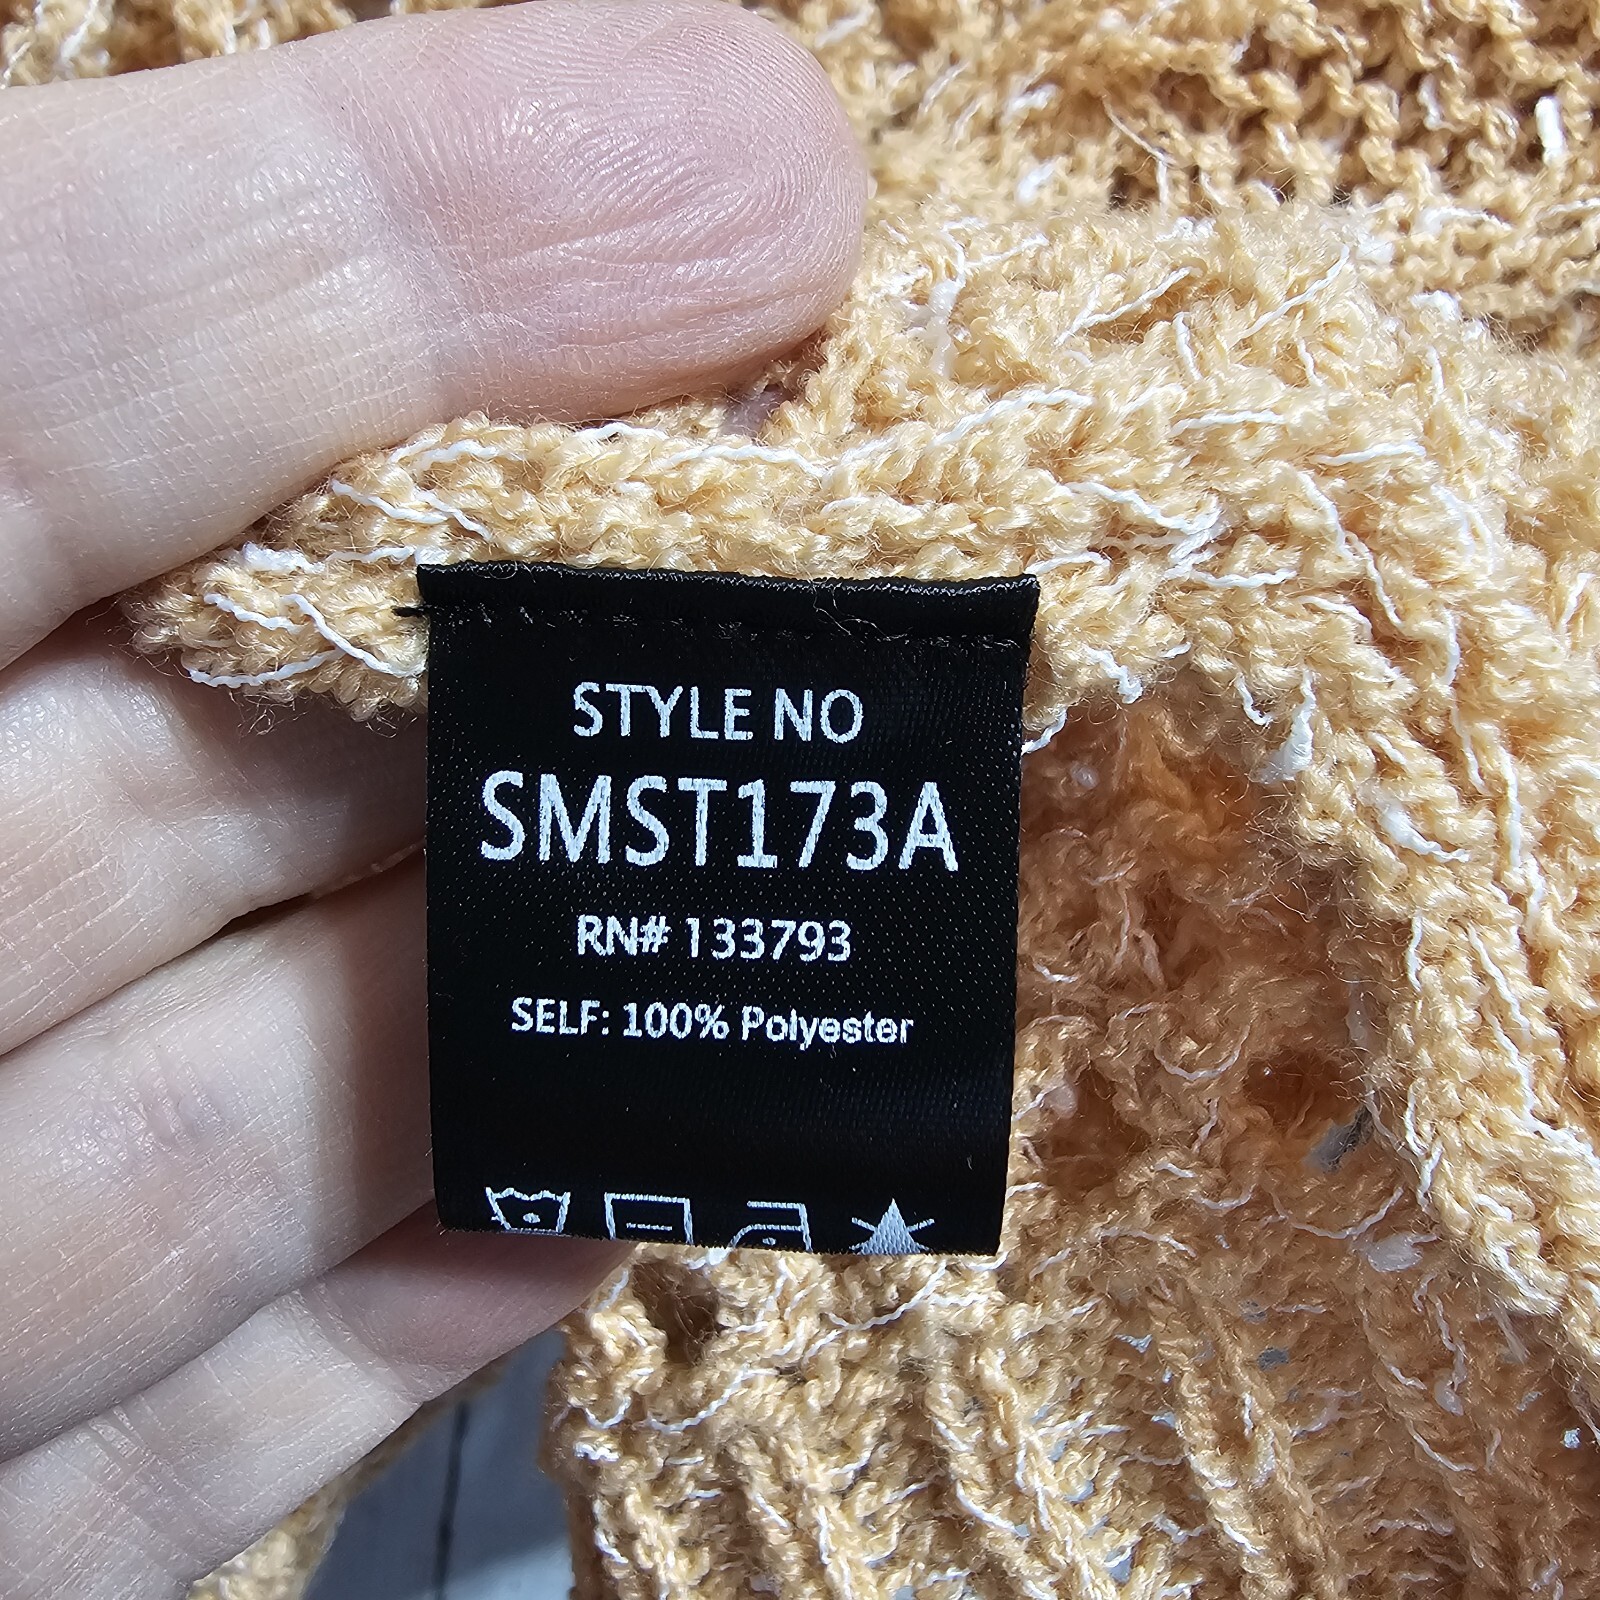 STYLE NO
SMST173A
RN# 133793
SELF: 100% Polyester